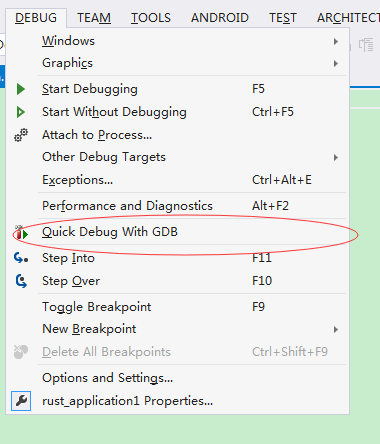 DEBUG TEAM TOOLS ANDROID TEST ARCHITECT
Windows
Graphics
Start Debugging F5
Start Without Debugging Ctrl+F5
Attach to Process...
Other Debug Targets
Exceptions... Ctrl+Alt+E
Performance and Diagnostics Alt+F2
Quick Debug With GDB
Step Into F11
Step Over F10
Toggle Breakpoint F9
New Breakpoint
Delete All Breakpoints Ctrl+Shift+F9
Options and Settings...
rust_application1 Properties...